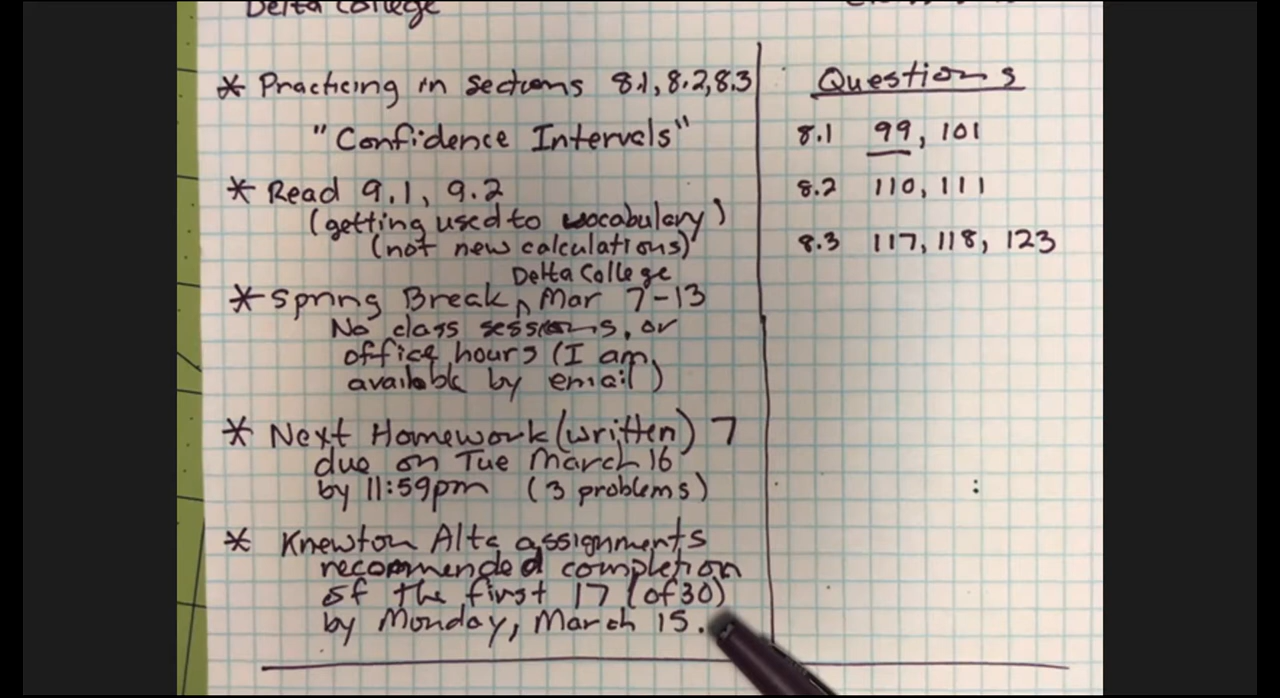 Delta College
* Practicing in Sections 8.1, 8.2, 8.3
"Confidence Intervals"
* Read 9.1, 9.2
(getting used to vocabulary)
(not new calculations)
Delta College
* Spring Break, Mar 7-13
No class sessions, or
office hours (I am
available by email)
* Next Homework (written) 7
due on Tue March 16
by 11:59pm (3 problems)
* Knewton Alta assignments
recommended completion
of the first 17 (of 30)
by Monday, March 15.
Questions
8.1 99, 101
8.2 110, 111
8.3 117, 118, 123
: